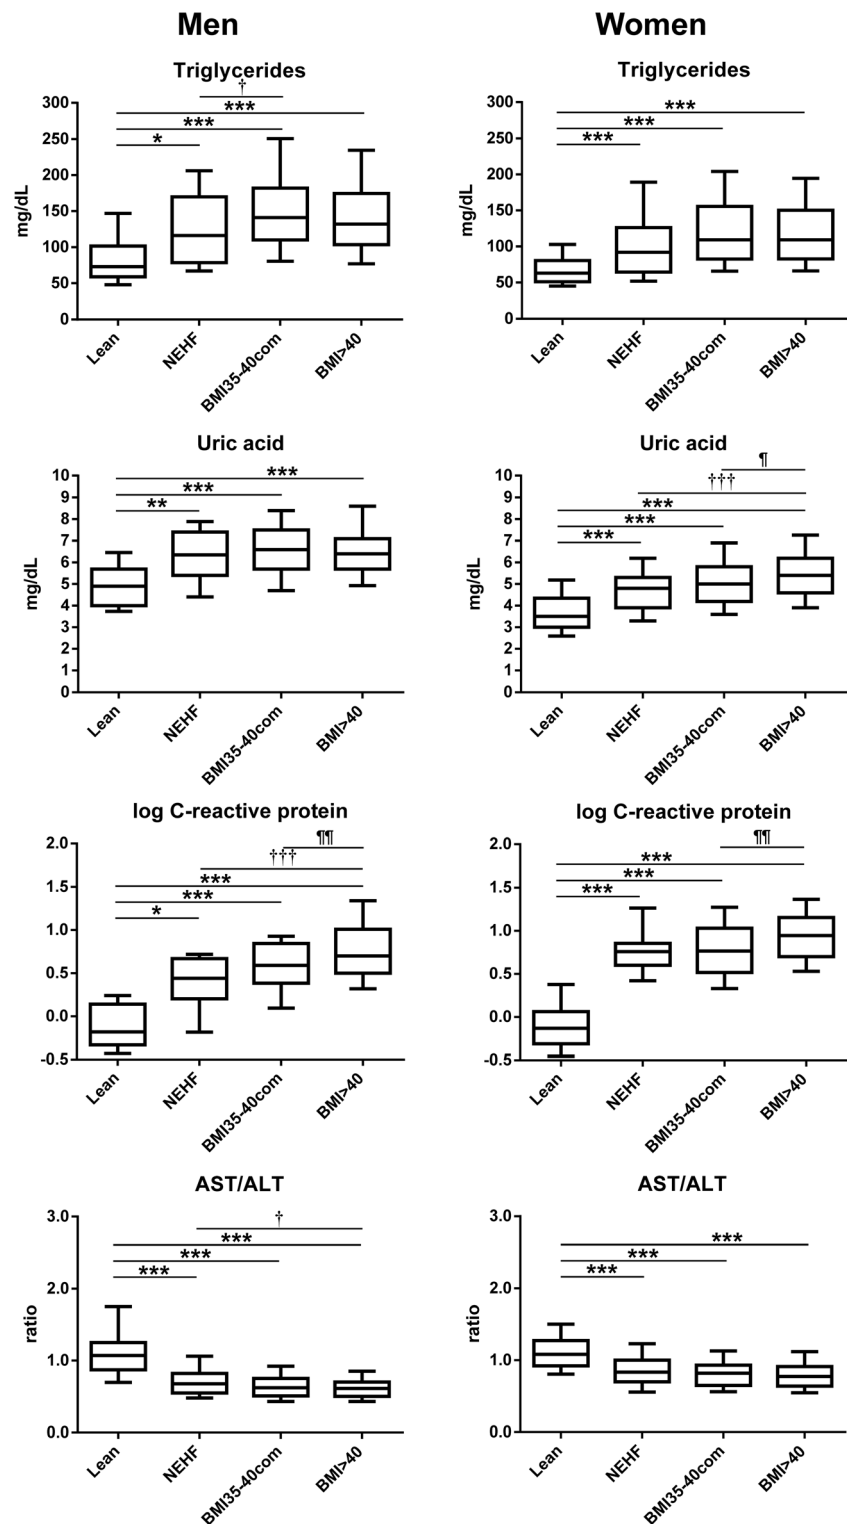 Men
Women
Triglycerides
†
***
***
*
300
250
200
150
100
50
0
mg/dL
Lean
NEHF
BMI35-40com
BMI>40
Triglycerides
***
***
***
300
250
200
150
100
50
0
mg/dL
Lean
NEHF
BMI35-40com
BMI>40
Uric acid
***
***
**
10
9
8
7
6
5
4
3
2
1
0
mg/dL
Lean
NEHF
BMI35-40com
BMI>40
Uric acid
¶
†††
***
***
***
10
9
8
7
6
5
4
3
2
1
0
mg/dL
Lean
NEHF
BMI35-40com
BMI>40
log C-reactive protein
¶¶
†††
***
***
*
2.0
1.5
1.0
0.5
0.0
-0.5
Lean
NEHF
BMI35-40com
BMI>40
log C-reactive protein
¶¶
***
***
***
2.0
1.5
1.0
0.5
0.0
-0.5
Lean
NEHF
BMI35-40com
BMI>40
AST/ALT
†
***
***
***
3.0
2.0
1.0
0.0
ratio
Lean
NEHF
BMI35-40com
BMI>40
AST/ALT
***
***
***
3.0
2.0
1.0
0.0
ratio
Lean
NEHF
BMI35-40com
BMI>40